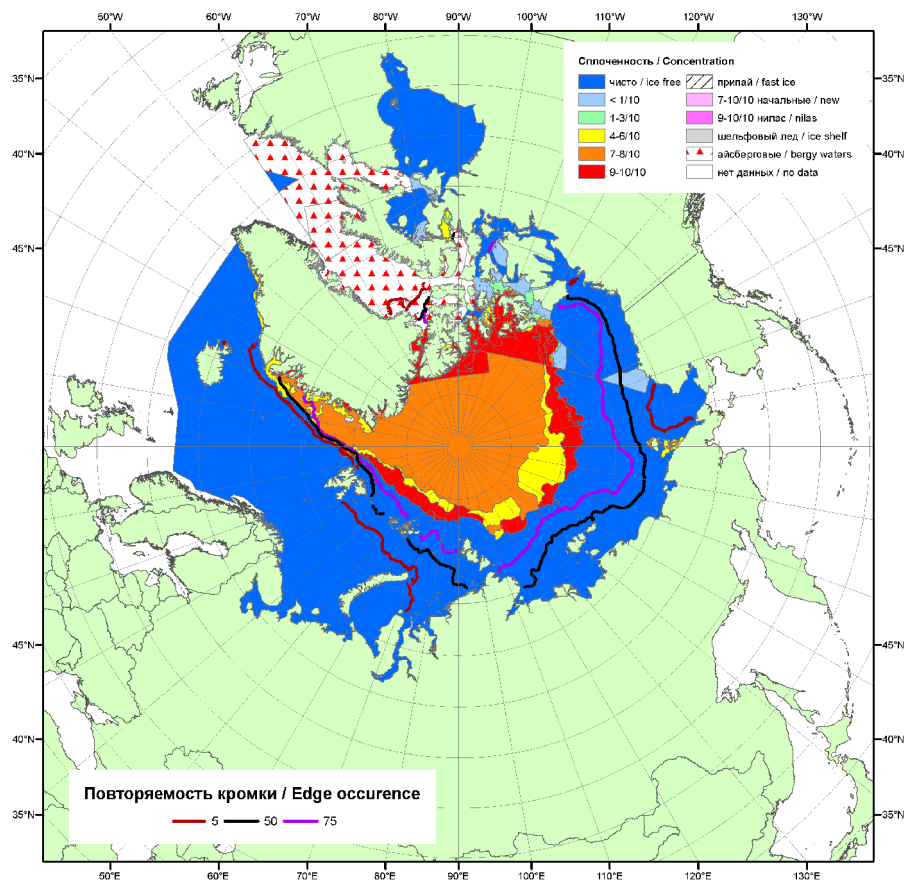 60°W 70°W 80°W 90°W 100°W 110°W 120°W
50°W 130°W
Сплоченность / Concentration
чисто / ice free припай / fast ice
< 1/10 7-10/10 начальные / new
1-3/10 9-10/10 нилас / nilas
4-6/10 шельфовый лед / ice shelf
7-8/10 айсберговые / bergy waters
9-10/10 нет данных / no data
35°N 35°N
40°N 40°N
45°N 45°N
45°N 45°N
40°N 40°N
35°N 35°N
Повторяемость кромки / Edge occurence
5 50 75
50°E 60°E 70°E 80°E 90°E 100°E 110°E 120°E 130°E